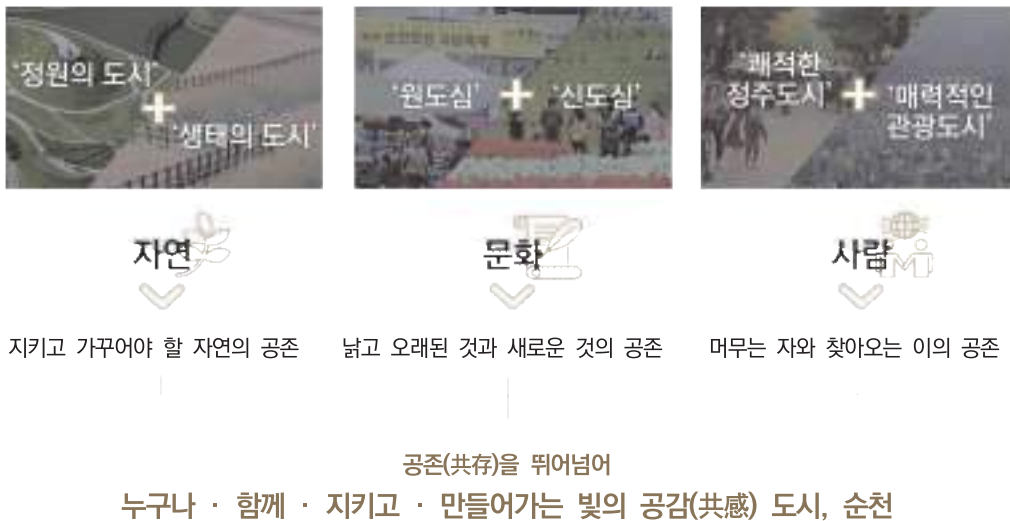 '정원의 도시'
+
'생태의 도시'
'원도심' + '신도심'
'쾌적한
정주도시'
+
'매력적인
관광도시'
자연
문화
사람
지키고 가꾸어야 할 자연의 공존
낡고 오래된 것과 새로운 것의 공존
머무는 자와 찾아오는 이의 공존
공존(共存)을 뛰어넘어
누구나 · 함께 · 지키고 · 만들어가는 빛의 공감(共感) 도시, 순천